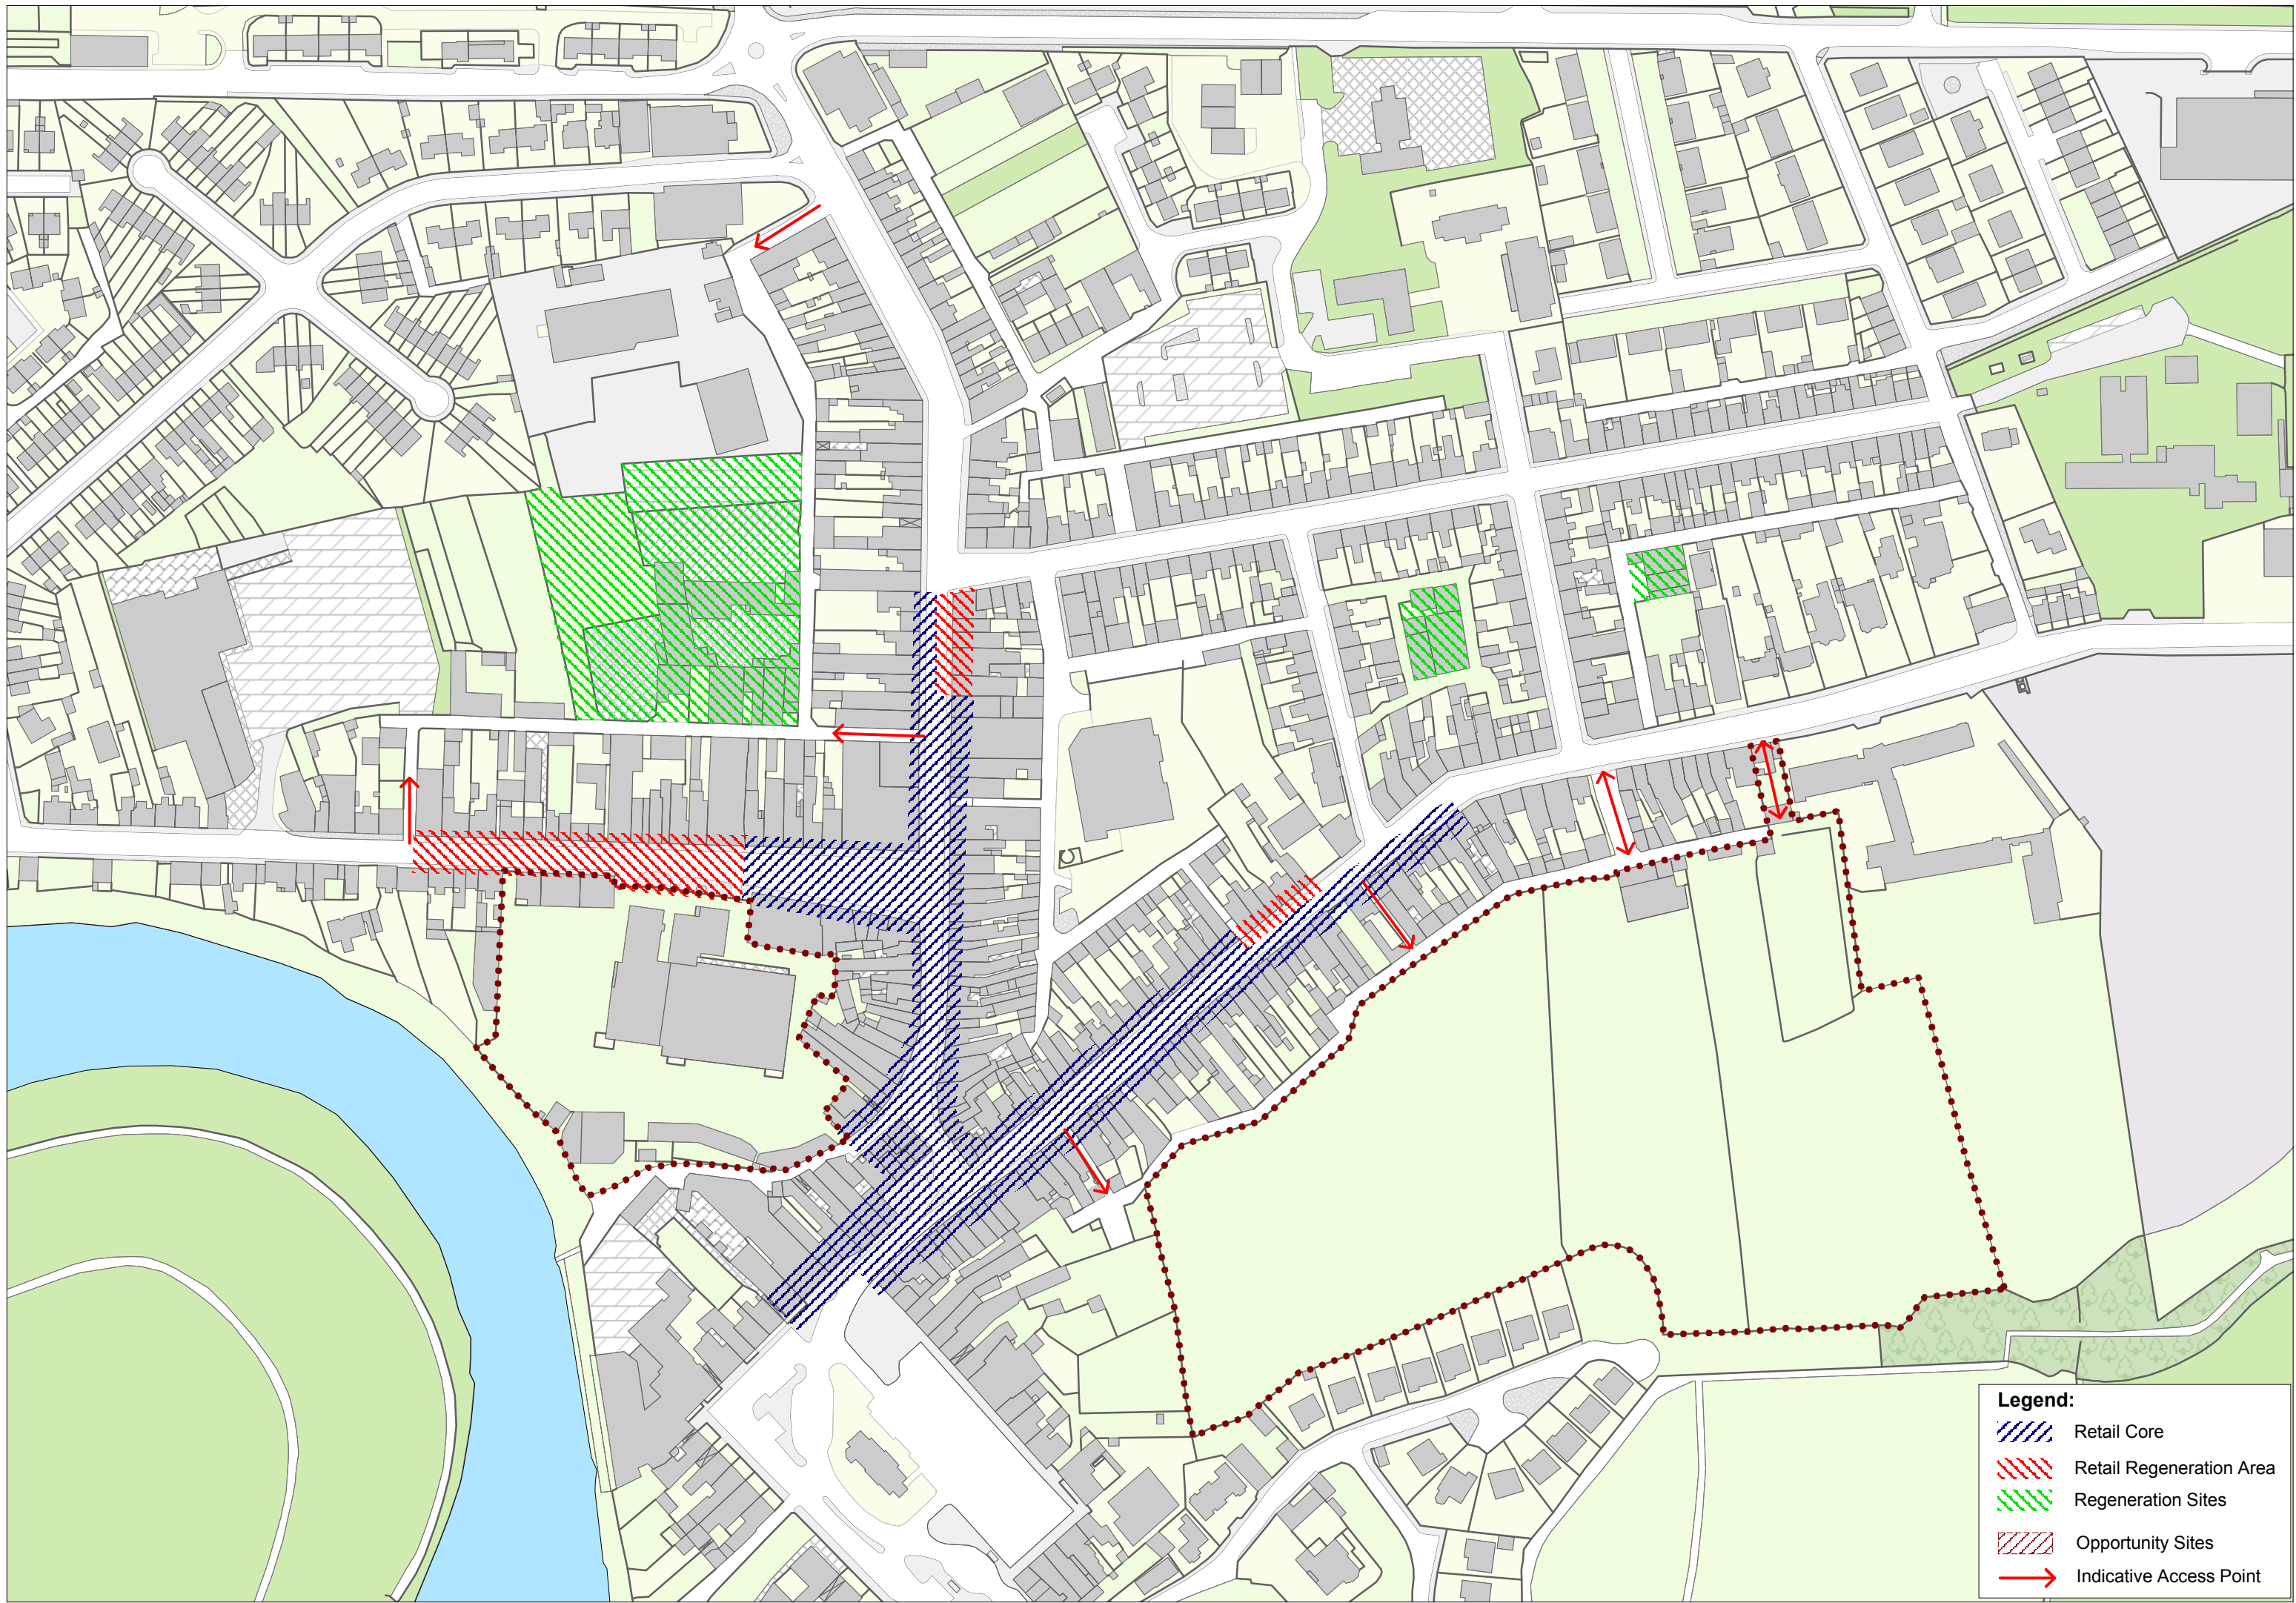 Legend:
Retail Core
Retail Regeneration Area
Regeneration Sites
Opportunity Sites
Indicative Access Point